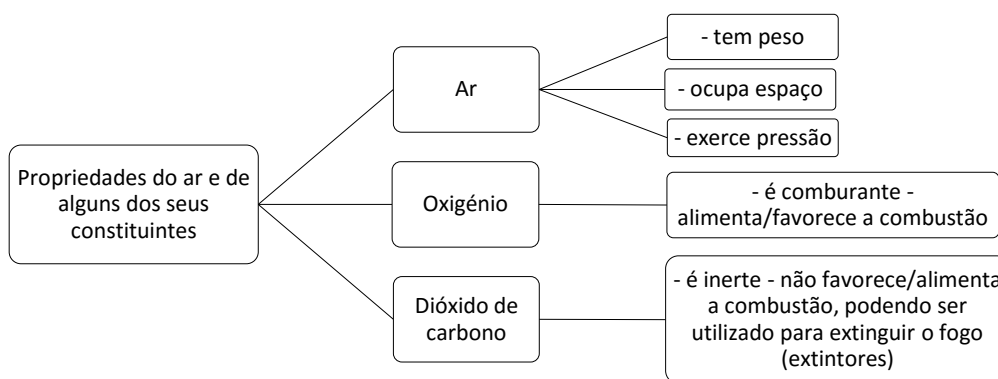 Propriedades do ar e de
alguns dos seus
constituintes
Ar
- tem peso
- ocupa espaço
- exerce pressão
Oxigénio
- é comburante -
alimenta/favorece a combustão
Dióxido de
carbono
- é inerte - não favorece/alimenta
a combustão, podendo ser
utilizado para extinguir o fogo
(extintores)